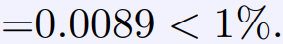 =0.0089 < 1%.